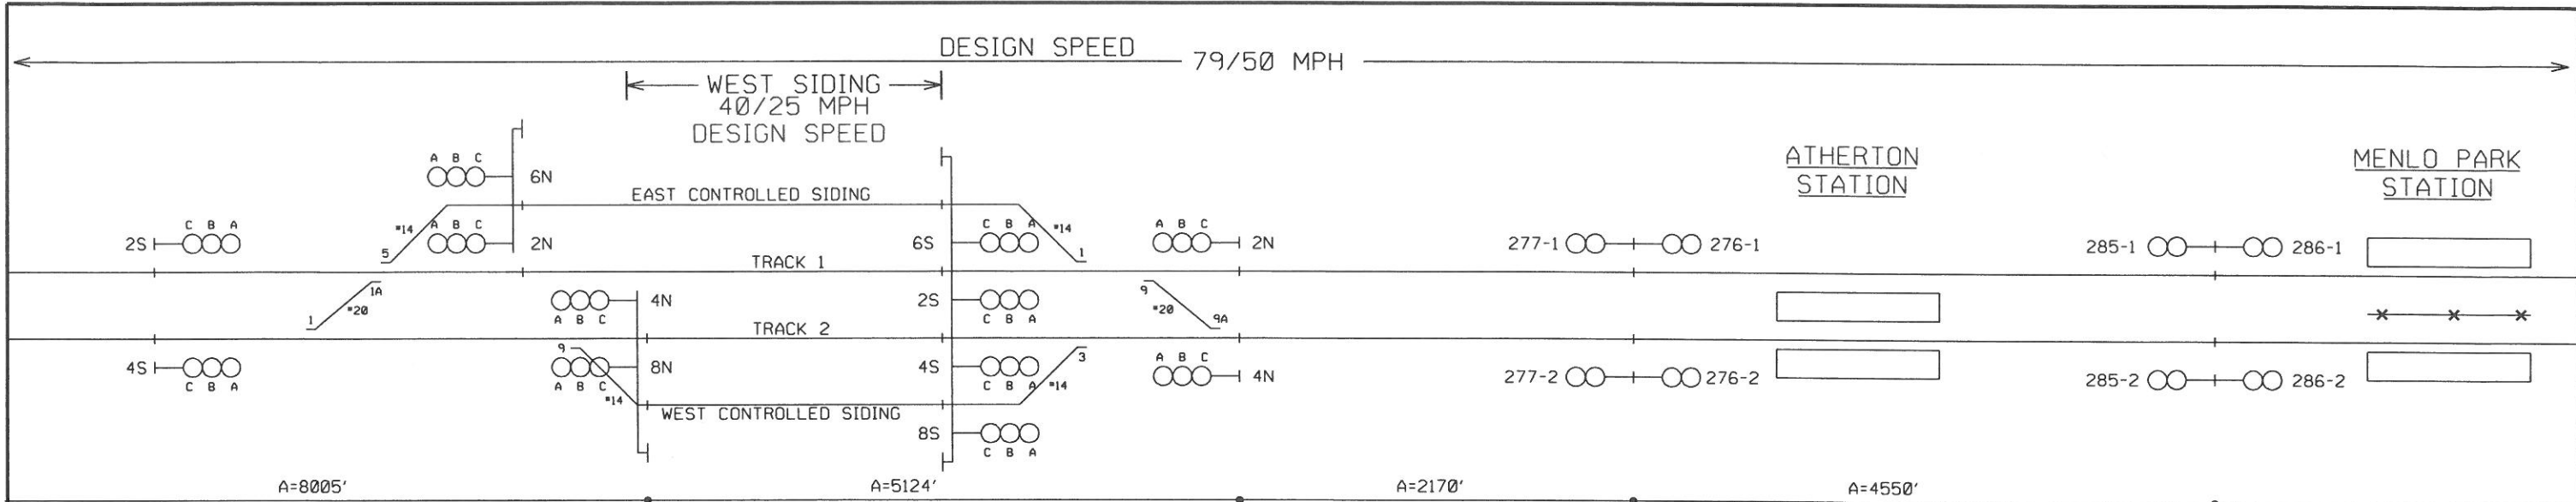 DESIGN SPEED
79/50 MPH
WEST SIDING
40/25 MPH
DESIGN SPEED
ATHERTON
STATION
MENLO PARK
STATION
A B C
6N
EAST CONTROLLED SIDING
"14
C B A
2S
A B C
2N
5
C B A
6S
"14
1
A B C
2N
277-1
276-1
285-1
286-1
TRACK 1
1A
"20
1
4N
A B C
2S
C B A
9
"20
9A
TRACK 2
4S
C B A
9
8N
A B C
"14
4S
C B A
3
"14
A B C
4N
277-2
276-2
285-2
286-2
WEST CONTROLLED SIDING
8S
C B A
A=8005'
A=5124'
A=2170'
A=4550'